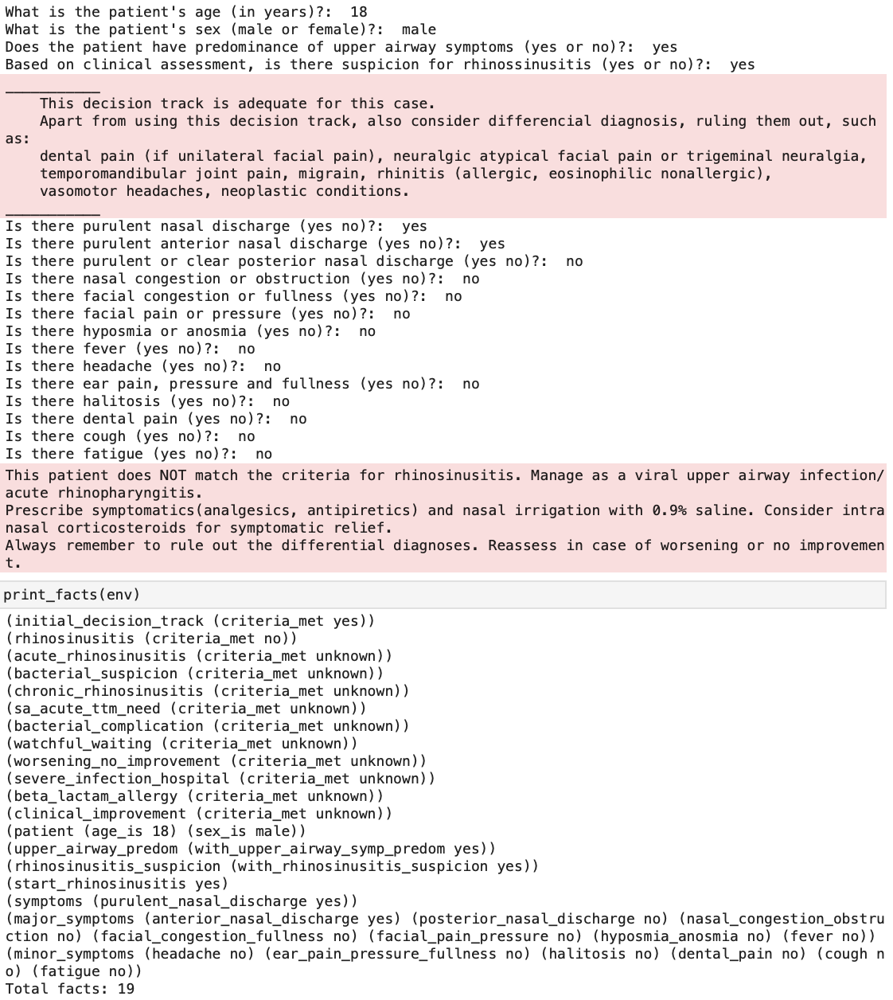 What is the patient's age (in years)?:  18
What is the patient's sex (male or female)?:  male
Does the patient have predominance of upper airway symptoms (yes or no)?:  yes
Based on clinical assessment, is there suspicion for rhinossinusitis (yes or no)?:  yes
___________
    This decision track is adequate for this case.
    Apart from using this decision track, also consider differencial diagnosis, ruling them out, such
as:
    dental pain (if unilateral facial pain), neuralgic atypical facial pain or trigeminal neuralgia,
    temporomandibular joint pain, migrain, rhinitis (allergic, eosinophilic nonallergic),
    vasomotor headaches, neoplastic conditions.
___________
Is there purulent nasal discharge (yes no)?:  yes
Is there purulent anterior nasal discharge (yes no)?:  yes
Is there purulent or clear posterior nasal discharge (yes no)?:  no
Is there nasal congestion or obstruction (yes no)?:  no
Is there facial congestion or fullness (yes no)?:  no
Is there facial pain or pressure (yes no)?:  no
Is there hyposmia or anosmia (yes no)?:  no
Is there fever (yes no)?:  no
Is there headache (yes no)?:  no
Is there ear pain, pressure and fullness (yes no)?:  no
Is there halitosis (yes no)?:  no
Is there dental pain (yes no)?:  no
Is there cough (yes no)?:  no
Is there fatigue (yes no)?:  no
This patient does NOT match the criteria for rhinosinusitis. Manage as a viral upper airway infection/
acute rhinopharyngitis.
Prescribe symptomatics(analgesics, antipiretics) and nasal irrigation with 0.9% saline. Consider intra
nasal corticosteroids for symptomatic relief.
Always remember to rule out the differential diagnoses. Reassess in case of worsening or no improvemen
t.
print_facts(env)
(initial_decision_track (criteria_met yes))
(rhinosinusitis (criteria_met no))
(acute_rhinosinusitis (criteria_met unknown))
(bacterial_suspicion (criteria_met unknown))
(chronic_rhinosinusitis (criteria_met unknown))
(sa_acute_ttm_need (criteria_met unknown))
(bacterial_complication (criteria_met unknown))
(watchful_waiting (criteria_met unknown))
(worsening_no_improvement (criteria_met unknown))
(severe_infection_hospital (criteria_met unknown))
(beta_lactam_allergy (criteria_met unknown))
(clinical_improvement (criteria_met unknown))
(patient (age_is 18) (sex_is male))
(upper_airway_predom (with_upper_airway_symp_predom yes))
(rhinosinusitis_suspicion (with_rhinosinusitis_suspicion yes))
(start_rhinosinusitis yes)
(symptoms (purulent_nasal_discharge yes))
(major_symptoms (anterior_nasal_discharge yes) (posterior_nasal_discharge no) (nasal_congestion_obstru
ction no) (facial_congestion_fullness no) (facial_pain_pressure no) (hyposmia_anosmia no) (fever no))
(minor_symptoms (headache no) (ear_pain_pressure_fullness no) (halitosis no) (dental_pain no) (cough n
o) (fatigue no))
Total facts: 19